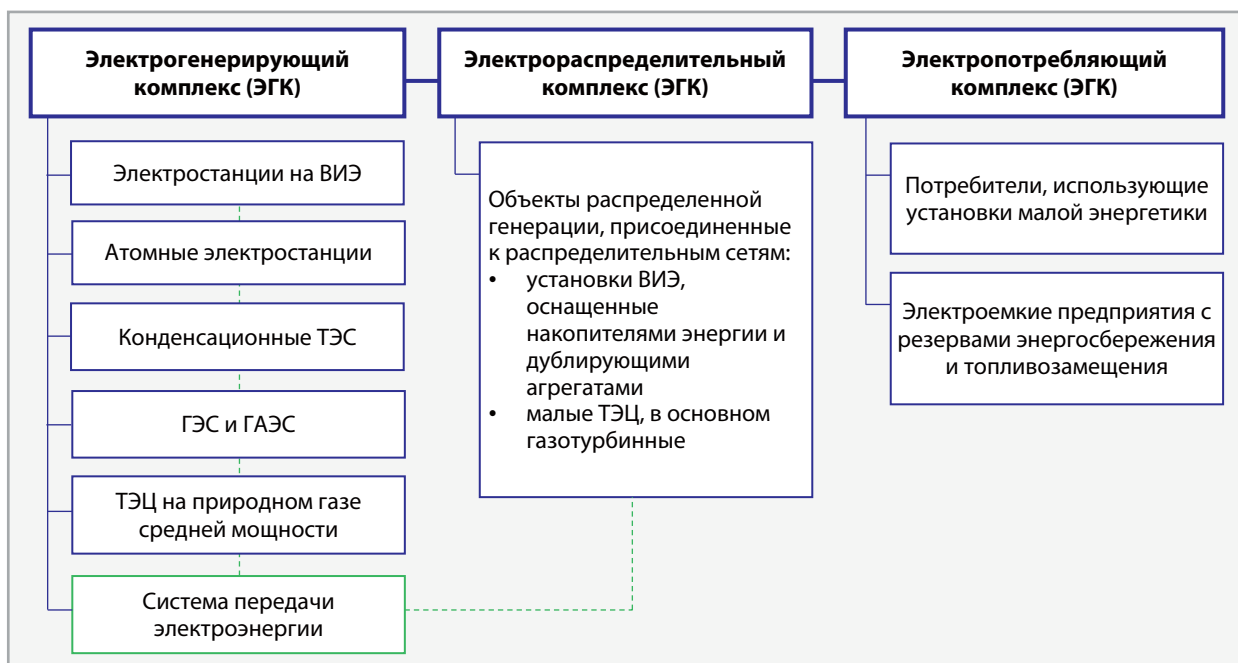 Электрогенерирующий
комплекс (ЭГК)
Электростанции на ВИЭ
Атомные электростанции
Конденсационные ТЭС
ГЭС и ГАЭС
ТЭЦ на природном газе
средней мощности
Система передачи
электроэнергии
Электрораспределительный
комплекс (ЭГК)
Объекты распределенной
генерации, присоединенные
к распределительным сетям:
• установки ВИЭ,
оснащенные
накопителями энергии и
дублирующими
агрегатами
• малые ТЭЦ, в основном
газотурбинные
Электропотребляющий
комплекс (ЭГК)
Потребители, использующие
установки малой энергетики
Электроемкие предприятия с
резервами энергосбережения
и топливозамещения